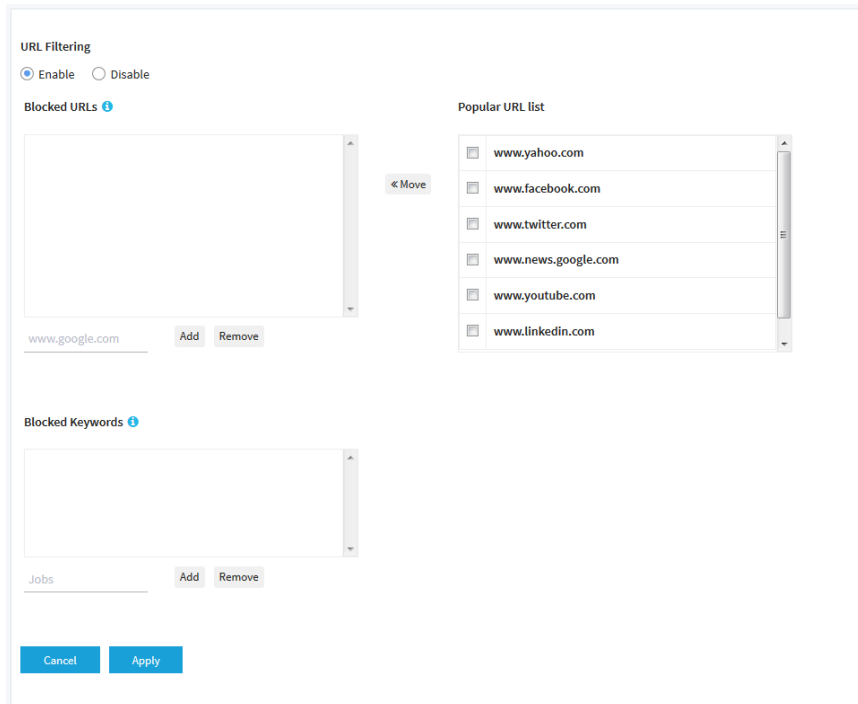 URL Filtering
Enable Disable
Blocked URLs
Popular URL list
www.yahoo.com
« Move
www.facebook.com
www.twitter.com
www.news.google.com
www.youtube.com
www.linkedin.com
www.google.com Add Remove
Blocked Keywords
Jobs Add Remove
Cancel Apply